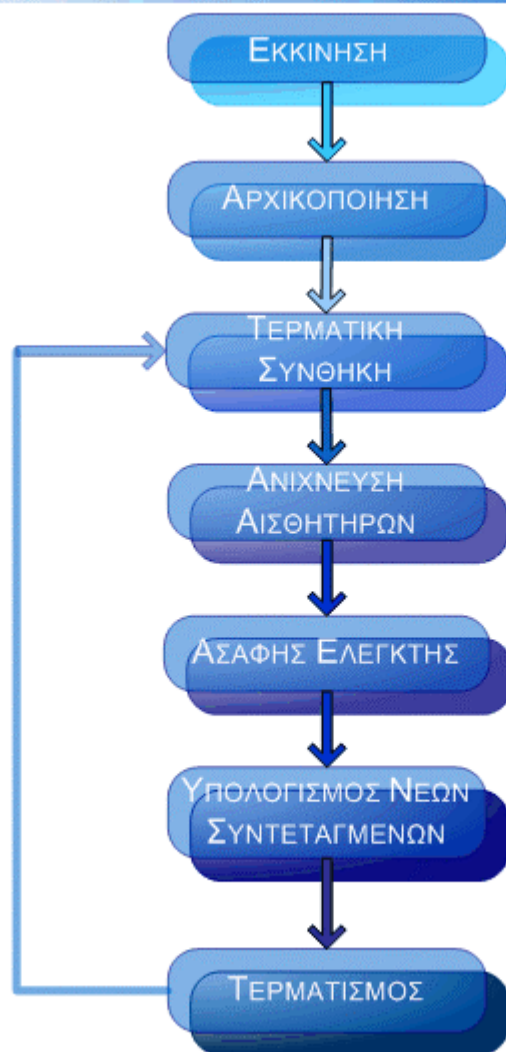 ΕΚΚΙΝΗΣΗ
ΑΡΧΙΚΟΠΟΙΗΣΗ
ΤΕΡΜΑΤΙΚΗ
ΣΥΝΘΗΚΗ
ΑΝΙΧΝΕΥΣΗ
ΑΙΣΘΗΤΗΡΩΝ
ΑΣΑΦΗΣ ΕΛΕΓΚΤΗΣ
ΥΠΟΛΟΓΙΣΜΟΣ ΝΕΩΝ
ΣΥΝΤΕΤΑΓΜΕΝΩΝ
ΤΕΡΜΑΤΙΣΜΟΣ